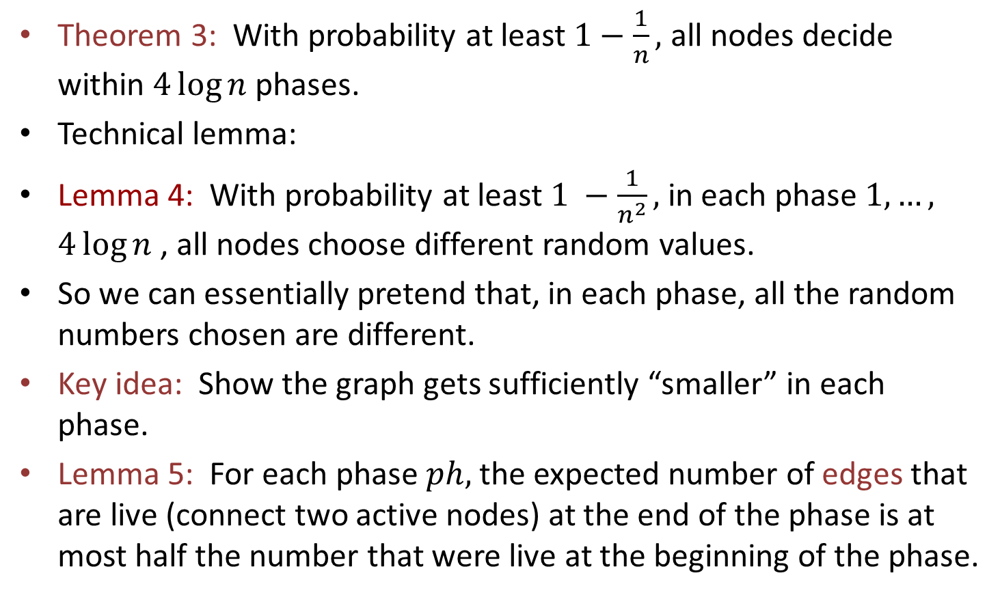 • Theorem 3: With probability at least 1 − 1/n, all nodes decide
within 4 log n phases.
• Technical lemma:
• Lemma 4: With probability at least 1 − 1/n², in each phase 1, … ,
4 log n , all nodes choose different random values.
• So we can essentially pretend that, in each phase, all the random
numbers chosen are different.
• Key idea: Show the graph gets sufficiently “smaller” in each
phase.
• Lemma 5: For each phase ph, the expected number of edges that
are live (connect two active nodes) at the end of the phase is at
most half the number that were live at the beginning of the phase.